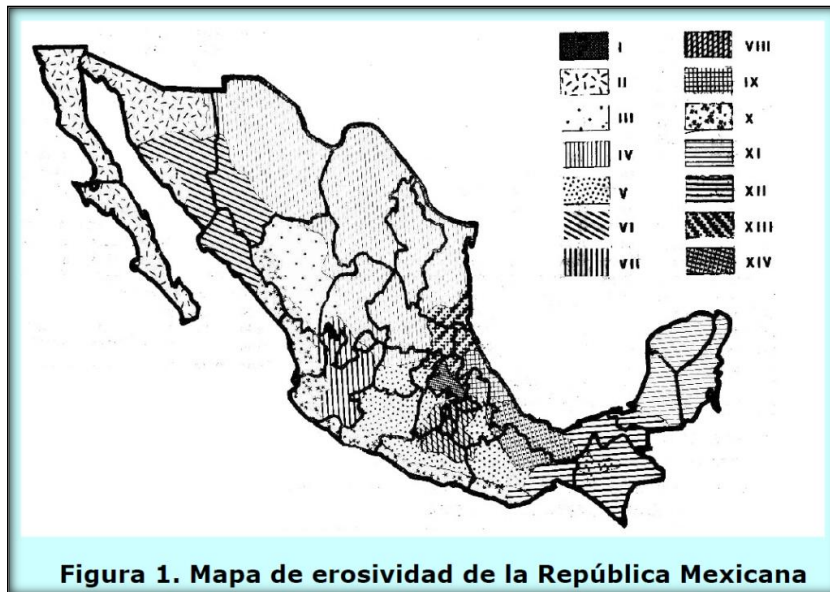 I
II
III
IV
V
VI
VII
VIII
IX
X
XI
XII
XIII
XIV
Figura 1. Mapa de erosividad de la República Mexicana